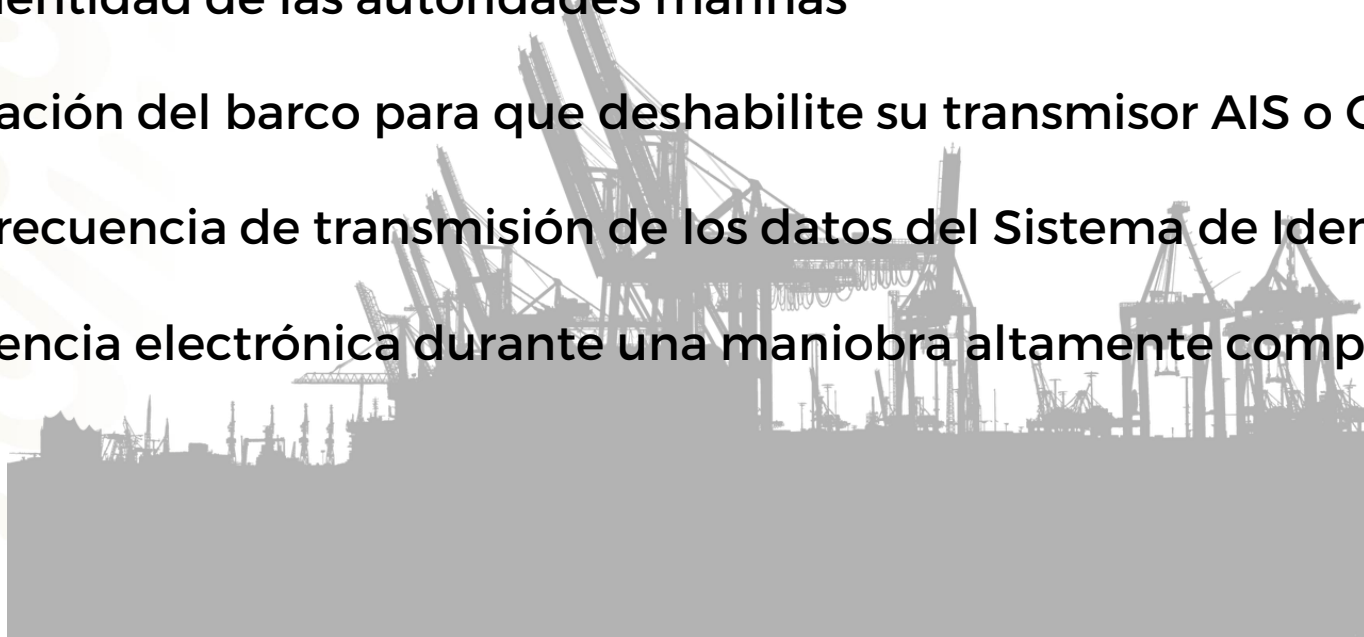 entidad de las autoridades marinas
ación del barco para que deshabilite su transmisor AIS o
recuencia de transmisión de los datos del Sistema de Iden
encia electrónica durante una maniobra altamente comp